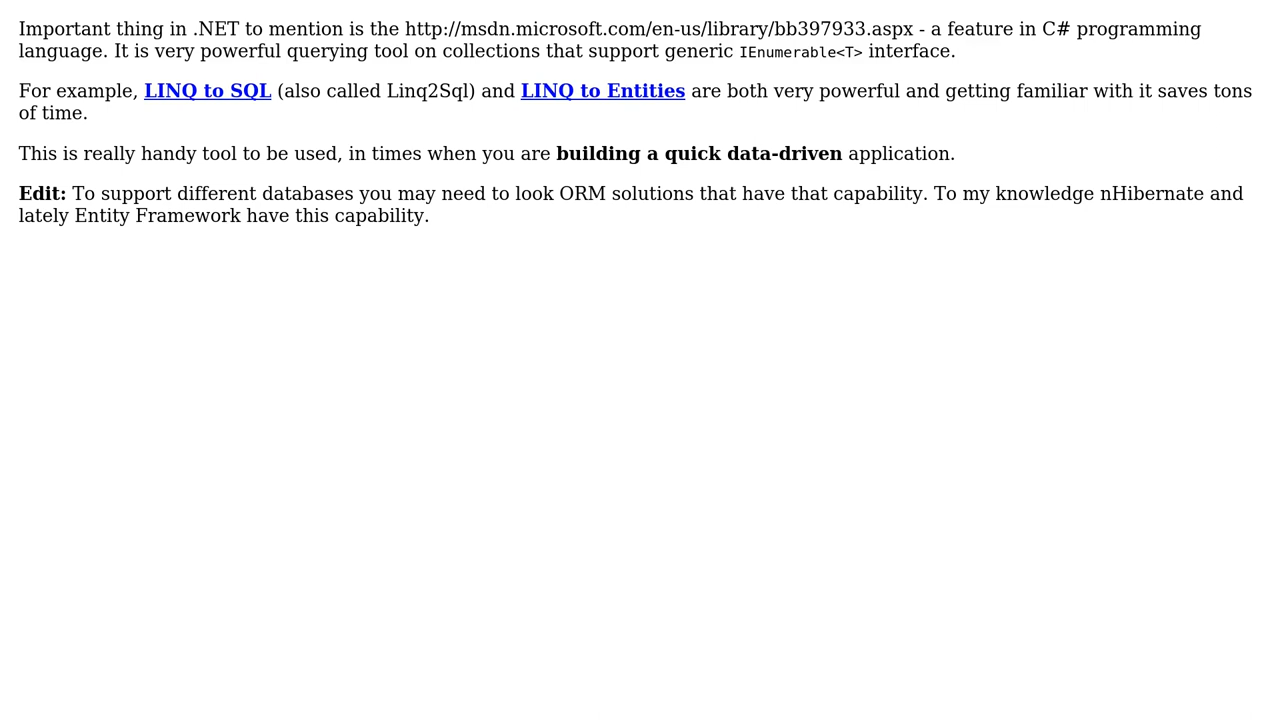 Important thing in .NET to mention is the http://msdn.microsoft.com/en-us/library/bb397933.aspx - a feature in C# programming
language. It is very powerful querying tool on collections that support generic IEnumerable<T> interface.
For example, LINQ to SQL (also called Linq2Sql) and LINQ to Entities are both very powerful and getting familiar with it saves tons
of time.
This is really handy tool to be used, in times when you are building a quick data-driven application.
Edit: To support different databases you may need to look ORM solutions that have that capability. To my knowledge nHibernate and
lately Entity Framework have this capability.